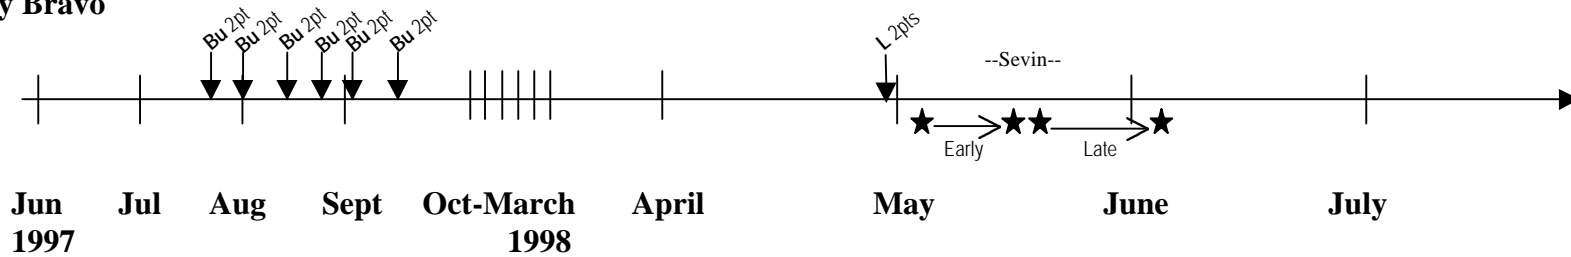 y Bravo
Bu 2pt Bu 2pt Bu 2pt Bu 2pt Bu 2pt Bu 2pt L 2pts
--Sevin--
Early Late
Jun Jul Aug Sept Oct-March April May June July
1997 1998